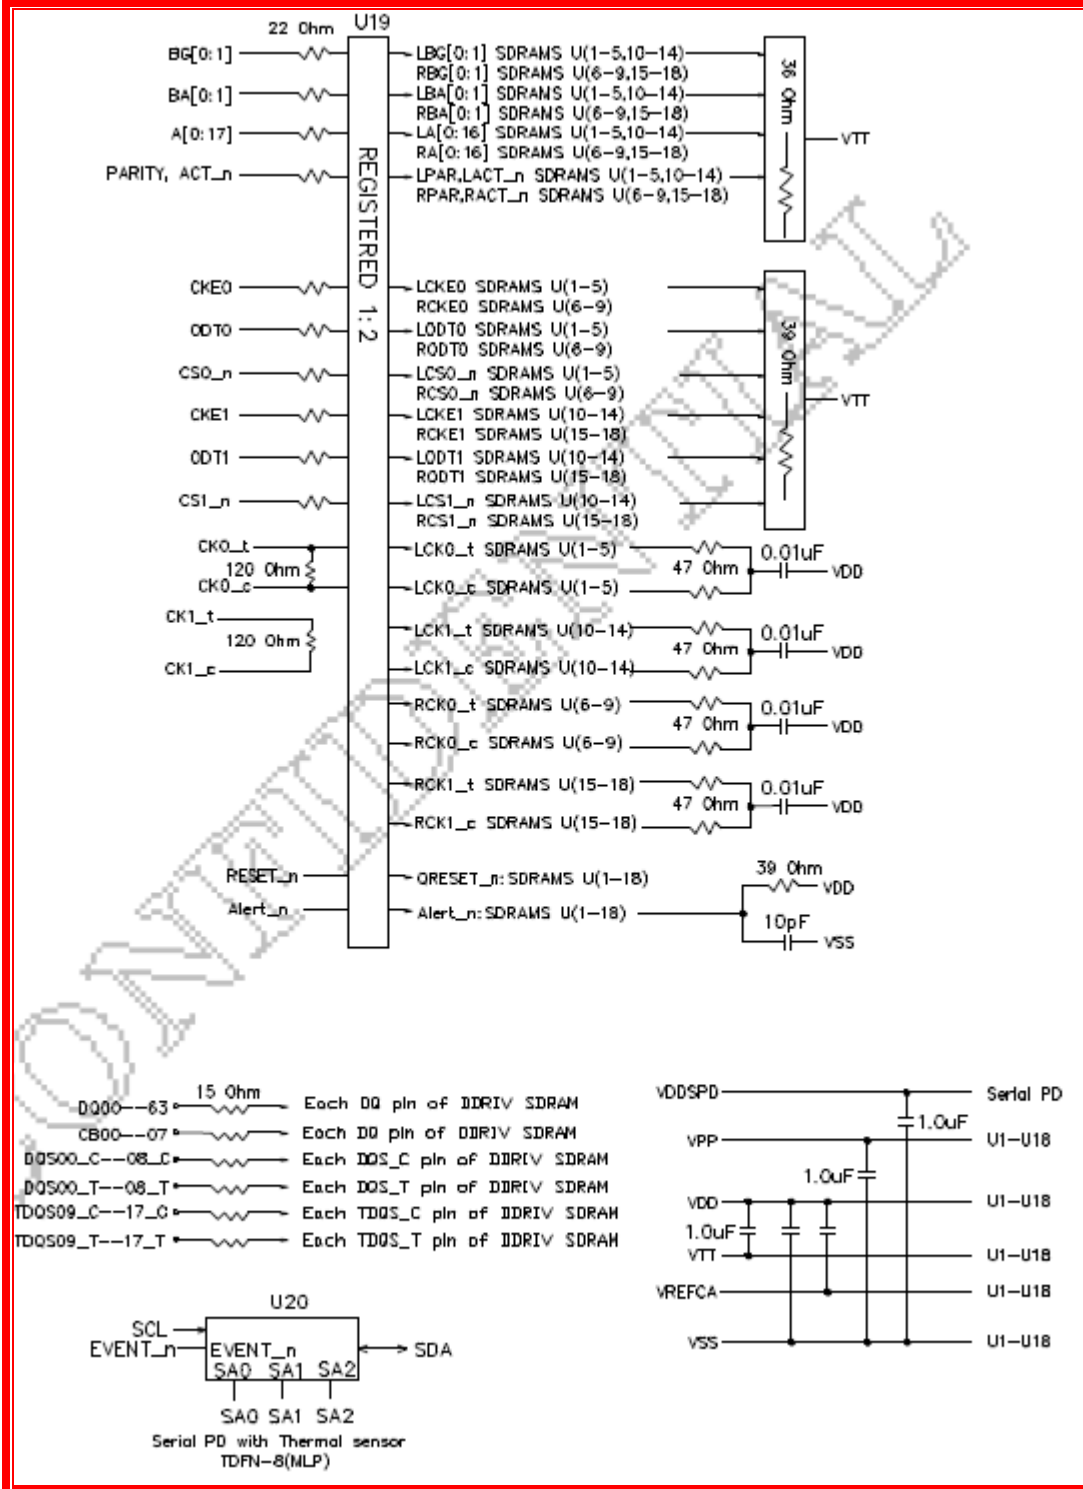 22 Ohm U19
BG[0:1] LBG[0:1] SDRAMS U(1-5,10-14)
RBG[0:1] SDRAMS U(6-9,15-18)
BA[0:1] LBA[0:1] SDRAMS U(1-5,10-14)
RBA[0:1] SDRAMS U(6-9,15-18)
A[0:17] LA[0:16] SDRAMS U(1-5,10-14)
RA[0:16] SDRAMS U(6-9,15-18)
PARITY, ACT_n LPAR,LACT_n SDRAMS U(1-5,10-14)
RPAR,RACT_n SDRAMS U(6-9,15-18)
36 Ohm
VTT
REGISTERED 1:2
CKE0 LCKE0 SDRAMS U(1-5)
RCKE0 SDRAMS U(6-9)
ODT0 LODT0 SDRAMS U(1-5)
RODT0 SDRAMS U(6-9)
CS0_n LCS0_n SDRAMS U(1-5)
RCS0_n SDRAMS U(6-9)
CKE1 LCKE1 SDRAMS U(10-14)
RCKE1 SDRAMS U(15-18)
ODT1 LODT1 SDRAMS U(10-14)
RODT1 SDRAMS U(15-18)
CS1_n LCS1_n SDRAMS U(10-14)
RCS1_n SDRAMS U(15-18)
39 Ohm
VTT
CK0_t LCK0_t SDRAMS U(1-5) 0.01uF
120 Ohm 47 Ohm VDD
CK0_c LCK0_c SDRAMS U(1-5)
CK1_t LCK1_t SDRAMS U(10-14) 0.01uF
120 Ohm 47 Ohm VDD
CK1_c LCK1_c SDRAMS U(10-14)
RCK0_t SDRAMS U(6-9) 0.01uF
47 Ohm VDD
RCK0_c SDRAMS U(6-9)
RCK1_t SDRAMS U(15-18) 0.01uF
47 Ohm VDD
RCK1_c SDRAMS U(15-18)
RESET_n QRESET_n: SDRAMS U(1-18)
39 Ohm VDD
Alert_n Alert_n: SDRAMS U(1-18)
10pF VSS
CONFIDENTIAL
15 Ohm
DQ00--63 Each DQ pin of DDRIV SDRAM
CB00--07 Each DQ pin of DDRIV SDRAM
DQS00_C--08_C Each DQS_C pin of DDRIV SDRAM
DQS00_T--08_T Each DQS_T pin of DDRIV SDRAM
TDQS09_C--17_C Each TDQS_C pin of DDRIV SDRAM
TDQS09_T--17_T Each TDQS_T pin of DDRIV SDRAM
VDDSPD Serial PD
1.0uF
VPP U1-U18
1.0uF
VDD U1-U18
1.0uF
VTT U1-U18
VREFCA U1-U18
VSS U1-U18
U20
SCL
EVENT_n EVENT_n SDA
SA0 SA1 SA2
SA0 SA1 SA2
Serial PD with Thermal sensor
TDFN-8(MLP)